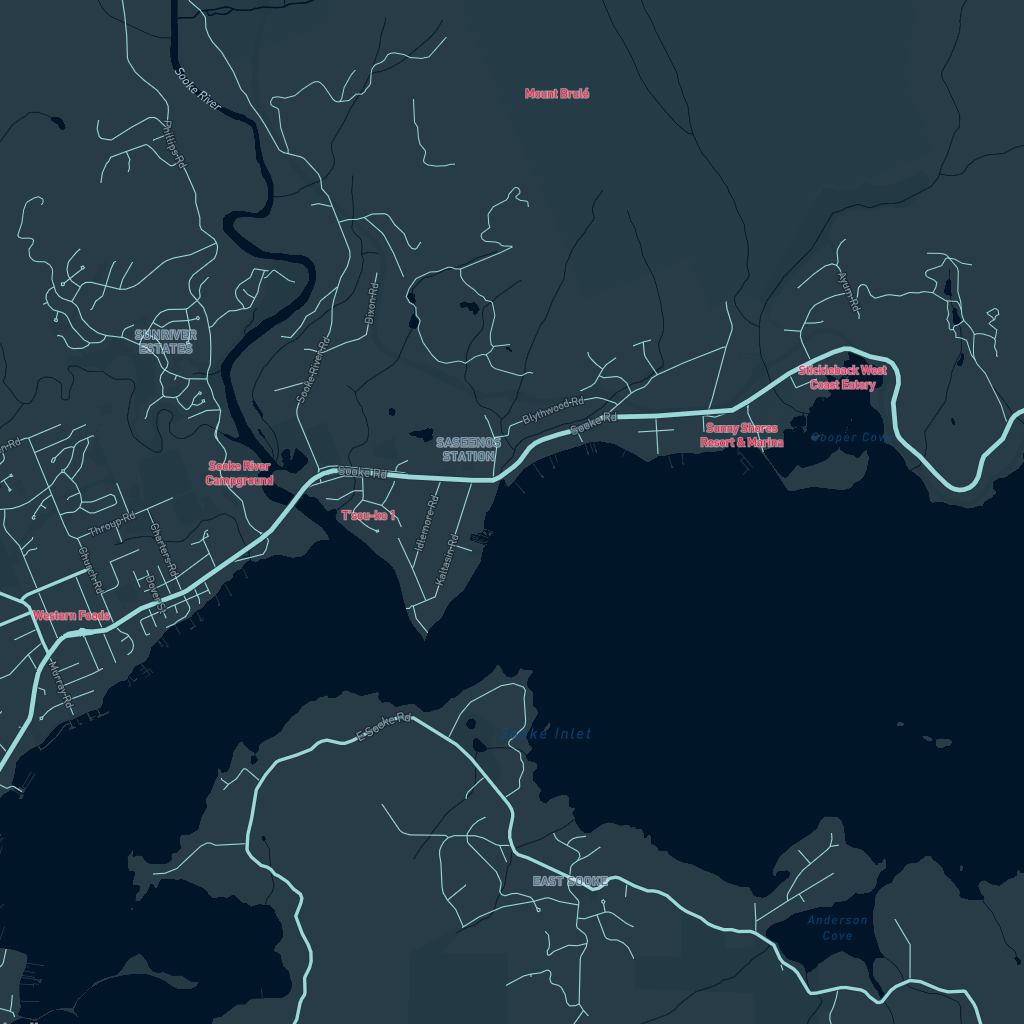 Sooke River
Mount Brulé
Phillips Rd
Ayum Rd
Dixon Rd
SUNRIVER
ESTATES
Sooke River Rd
Stickleback West
Coast Eatery
Blythwood Rd
Sooke Rd
Sunny Shores
Resort & Marina
Cooper Cove
SASEENOS
STATION
Sooke River
Campground
Sooke Rd
T'sou-ke 1
Idlemore Rd
Kaltasin Rd
Throup Rd
Charters Rd
Church Rd
Dover St
Western Foods
Murray Rd
E Sooke Rd
Sooke Inlet
EAST SOOKE
Anderson
Cove